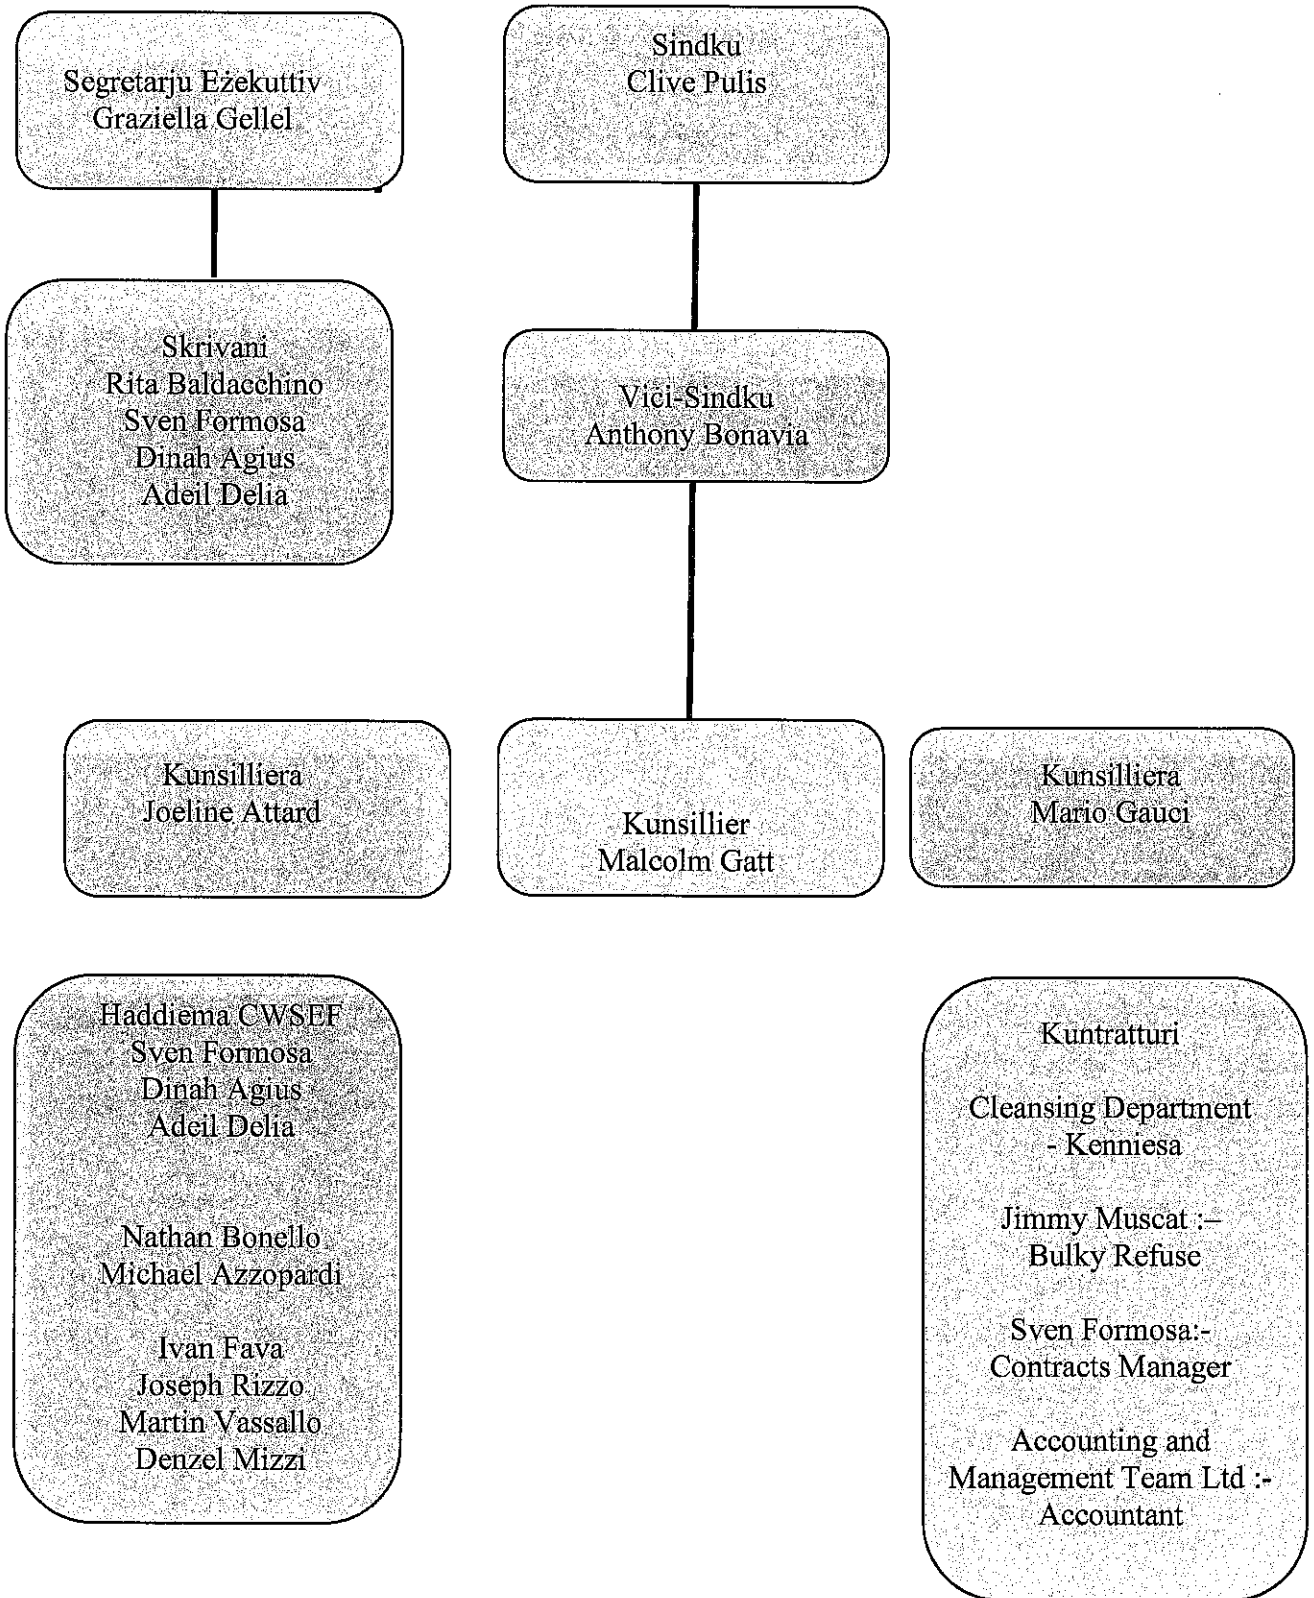 Segretarju Eżekuttiv
Graziella Gellel
Sindku
Clive Pulis
Skrivani
Rita Baldacchino
Sven Formosa
Dinah Agius
Adeil Delia
Viċi-Sindku
Anthony Bonavia
Kunsilliera
Joeline Attard
Kunsillier
Malcolm Gatt
Kunsilliera
Mario Gauci
Haddiema CWSEF
Sven Formosa
Dinah Agius
Adeil Delia
Nathan Bonello
Michael Azzopardi
Ivan Fava
Joseph Rizzo
Martin Vassallo
Denzel Mizzi
Kuntratturi
Cleansing Department
- Kenniesa
Jimmy Muscat :–
Bulky Refuse
Sven Formosa:-
Contracts Manager
Accounting and
Management Team Ltd :-
Accountant